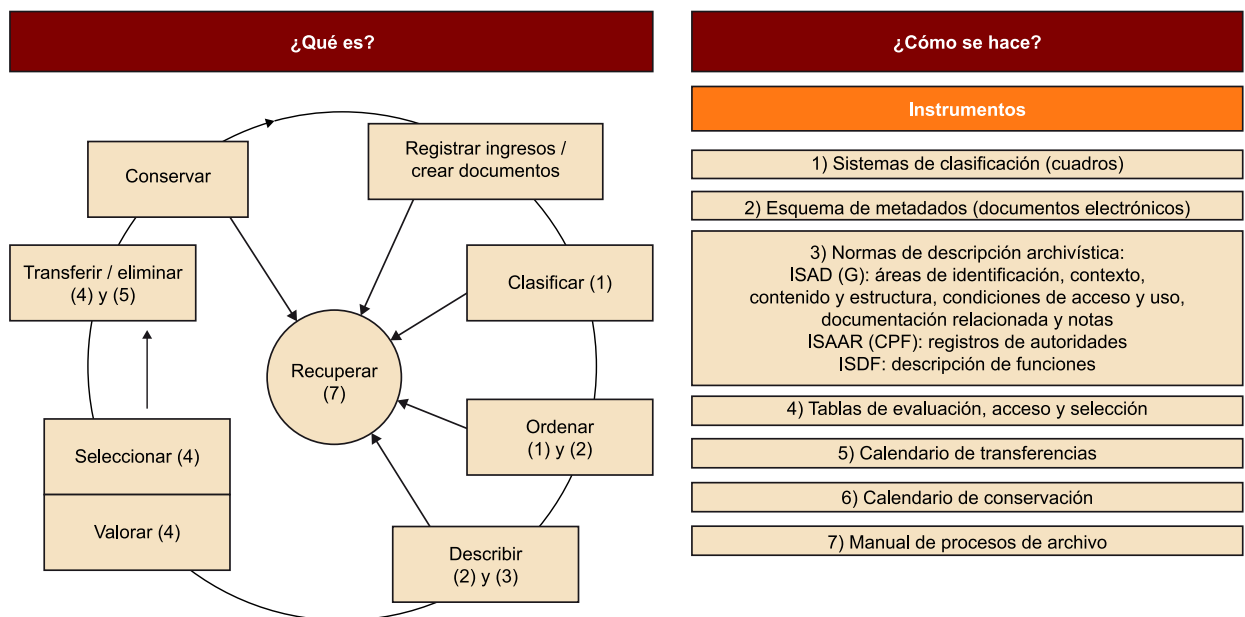 ¿Qué es?
Conservar
Registrar ingresos /
crear documentos
Transferir / eliminar
(4) y (5)
Clasificar (1)
Recuperar
(7)
Seleccionar (4)
Valorar (4)
Ordenar
(1) y (2)
Describir
(2) y (3)
¿Cómo se hace?
Instrumentos
1) Sistemas de clasificación (cuadros)
2) Esquema de metadados (documentos electrónicos)
3) Normas de descripción archivística:
ISAD (G): áreas de identificación, contexto,
contenido y estructura, condiciones de acceso y uso,
documentación relacionada y notas
ISAAR (CPF): registros de autoridades
ISDF: descripción de funciones
4) Tablas de evaluación, acceso y selección
5) Calendario de transferencias
6) Calendario de conservación
7) Manual de procesos de archivo